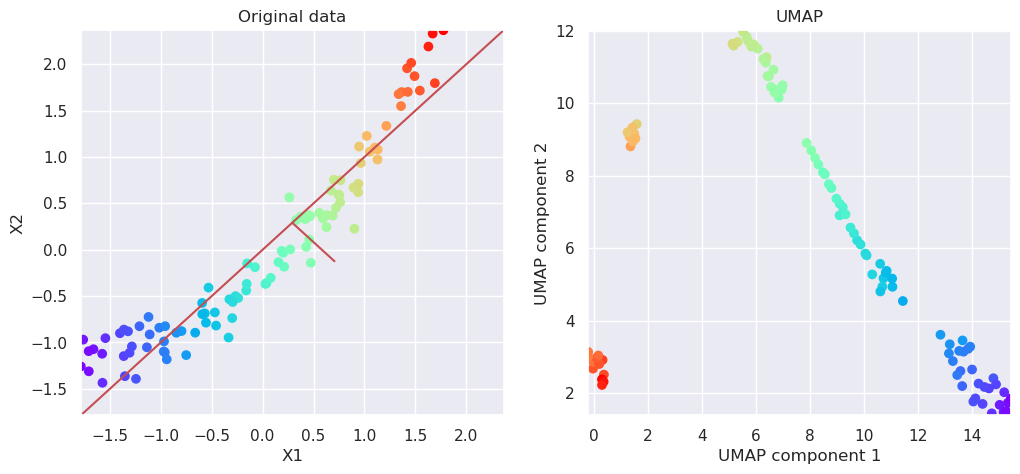 Original data
X2
2.0
1.5
1.0
0.5
0.0
−0.5
−1.0
−1.5
−1.5 −1.0 −0.5 0.0 0.5 1.0 1.5 2.0
X1
UMAP
UMAP component 2
12
10
8
6
4
2
0 2 4 6 8 10 12 14
UMAP component 1